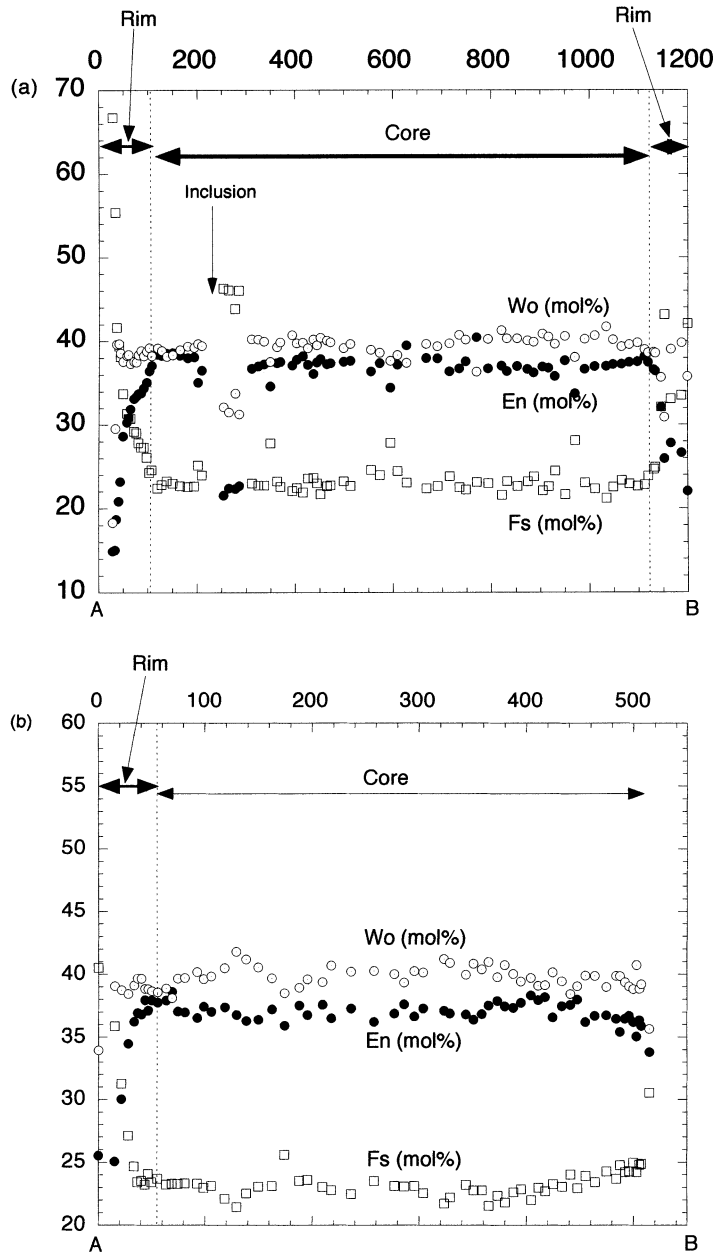 Rim
Rim
0 200 400 600 800 1000 1200
(a)
70
Core
60
Inclusion
50
Wo (mol%)
40
En (mol%)
30
Fs (mol%)
20
10
A B
Rim
0 100 200 300 400 500
(b)
60
Core
55
50
45
Wo (mol%)
40
35
En (mol%)
30
Fs (mol%)
25
20
A B